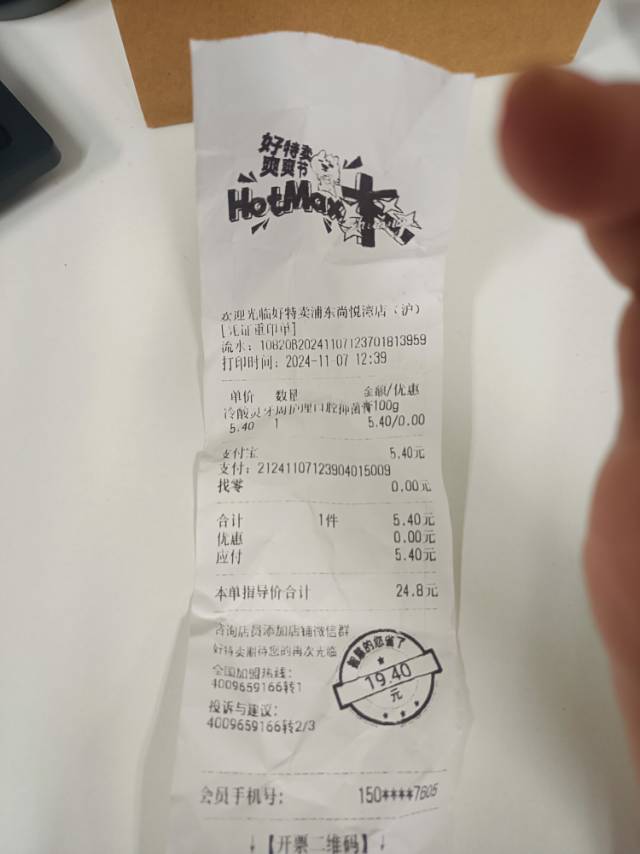 好特卖
爽爽节
HotMax
欢迎光临好特卖浦东尚悦湾店(沪)
[凭证重印单]
流水: 10820B20241107123701813959
打印时间: 2024-11-07 12:39
单价 数量 金额/优惠
冷酸灵牙周护理口腔抑菌膏100g
5.40 1 5.40/0.00
支付宝 5.40元
支付: 21241107123904015009
找零 0.00元
合计 1件 5.40元
优惠 0.00元
应付 5.40元
本单指导价合计 24.8元
咨询店员添加店铺微信群
好特卖期待您的再次光临
全国加盟热线:
4009659166转1
投诉与建议:
4009659166转2/3
聪慧的您省了
19.40
元
会员手机号: 150****7605
↓【开票二维码】↓